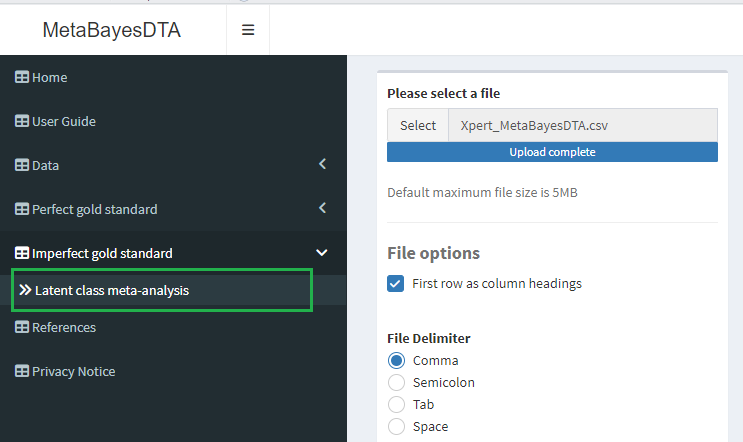 MetaBayesDTA
Home
User Guide
Data
Perfect gold standard
Imperfect gold standard
Latent class meta-analysis
References
Privacy Notice
Please select a file
Select Xpert_MetaBayesDTA.csv
Upload complete
Default maximum file size is 5MB
File options
First row as column headings
File Delimiter
Comma
Semicolon
Tab
Space